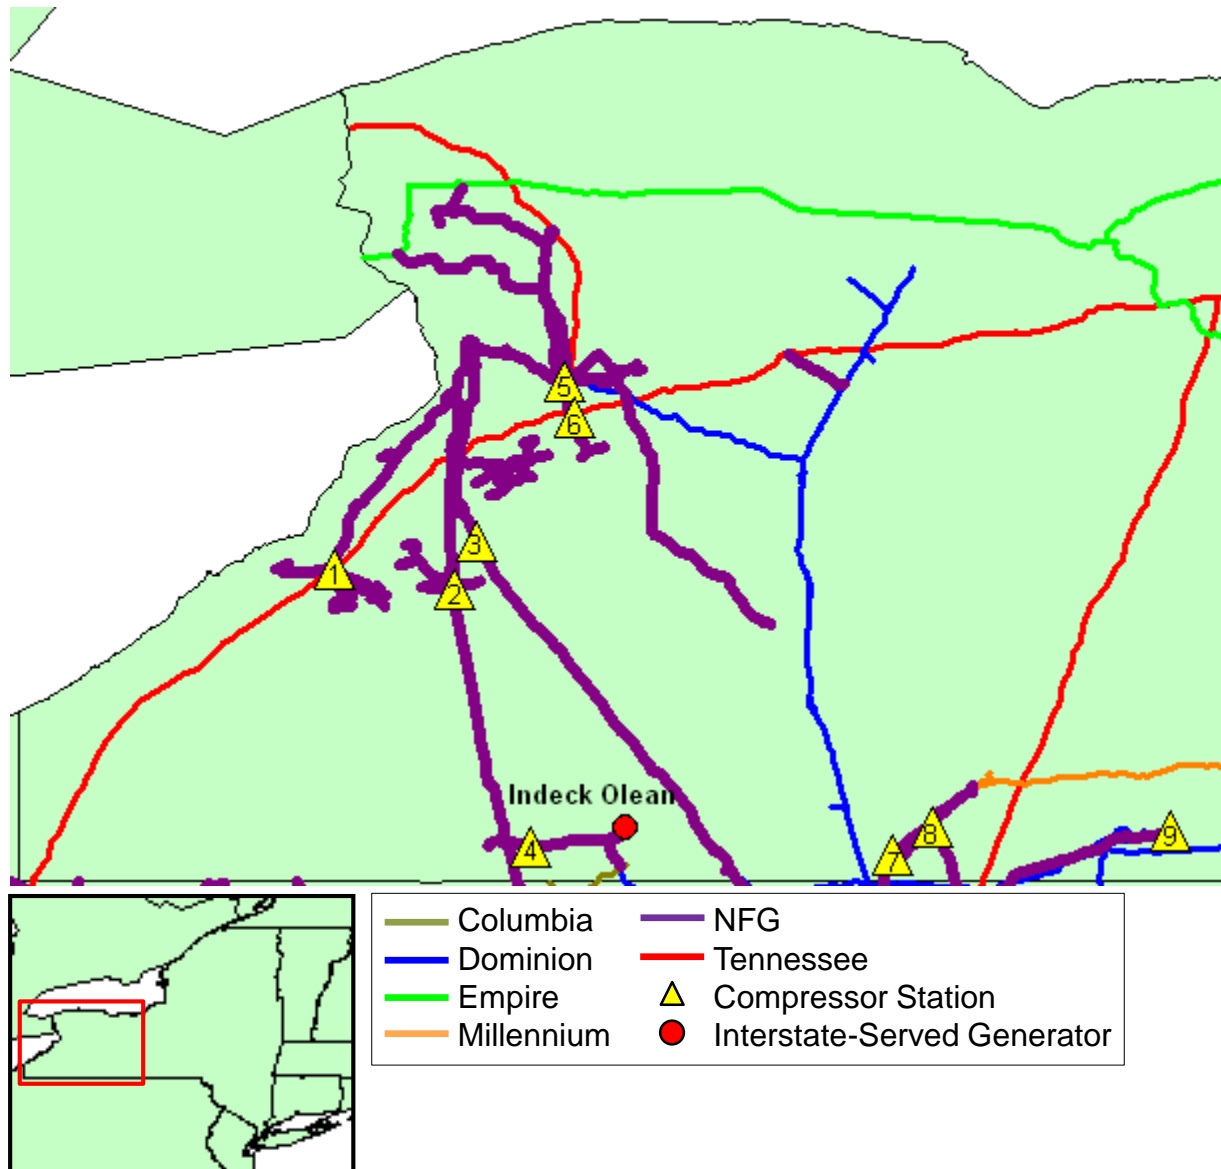 5
6
3
1
2
Indeck Olean
4
8
7
9
Columbia
NFG
Dominion
Tennessee
Empire
Compressor Station
Millennium
Interstate-Served Generator